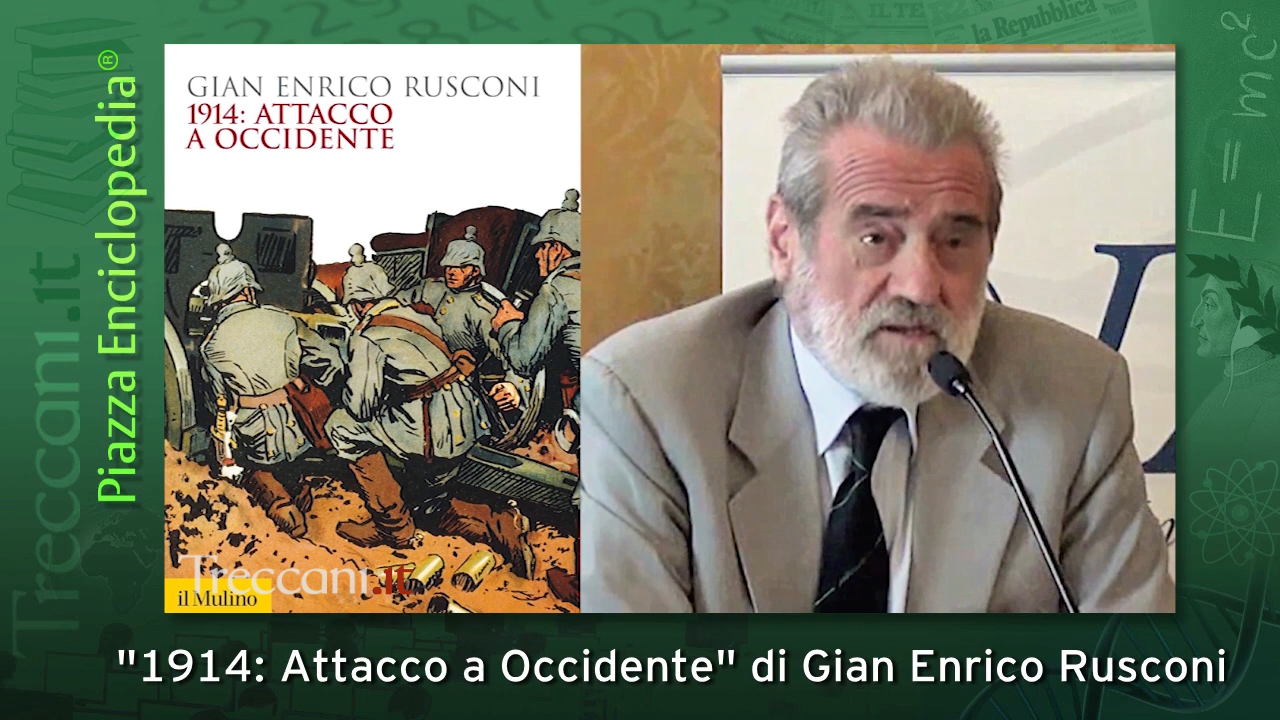 GIAN ENRICO RUSCONI
1914: ATTACCO
A OCCIDENTE
Treccani.it
il Mulino
Piazza Enciclopedia®
Treccani.it
la Repubblica
E=mc²
"1914: Attacco a Occidente" di Gian Enrico Rusconi